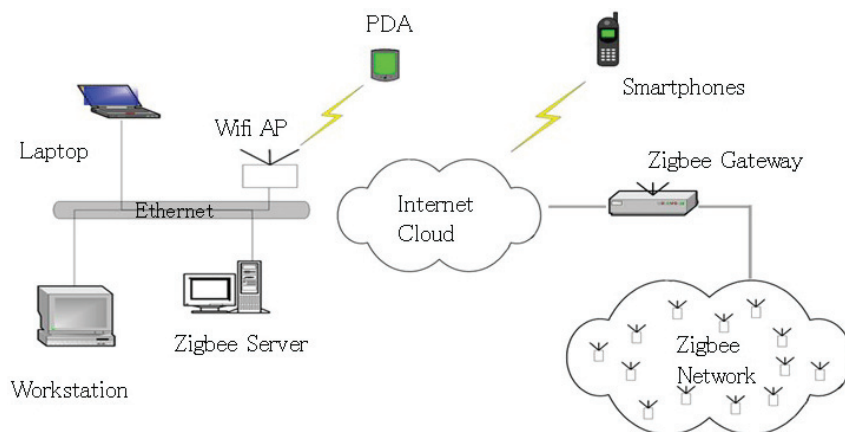 PDA
Smartphones
Wifi AP
Laptop
Zigbee Gateway
Ethernet
Internet
Cloud
Zigbee Server
Workstation
Zigbee
Network